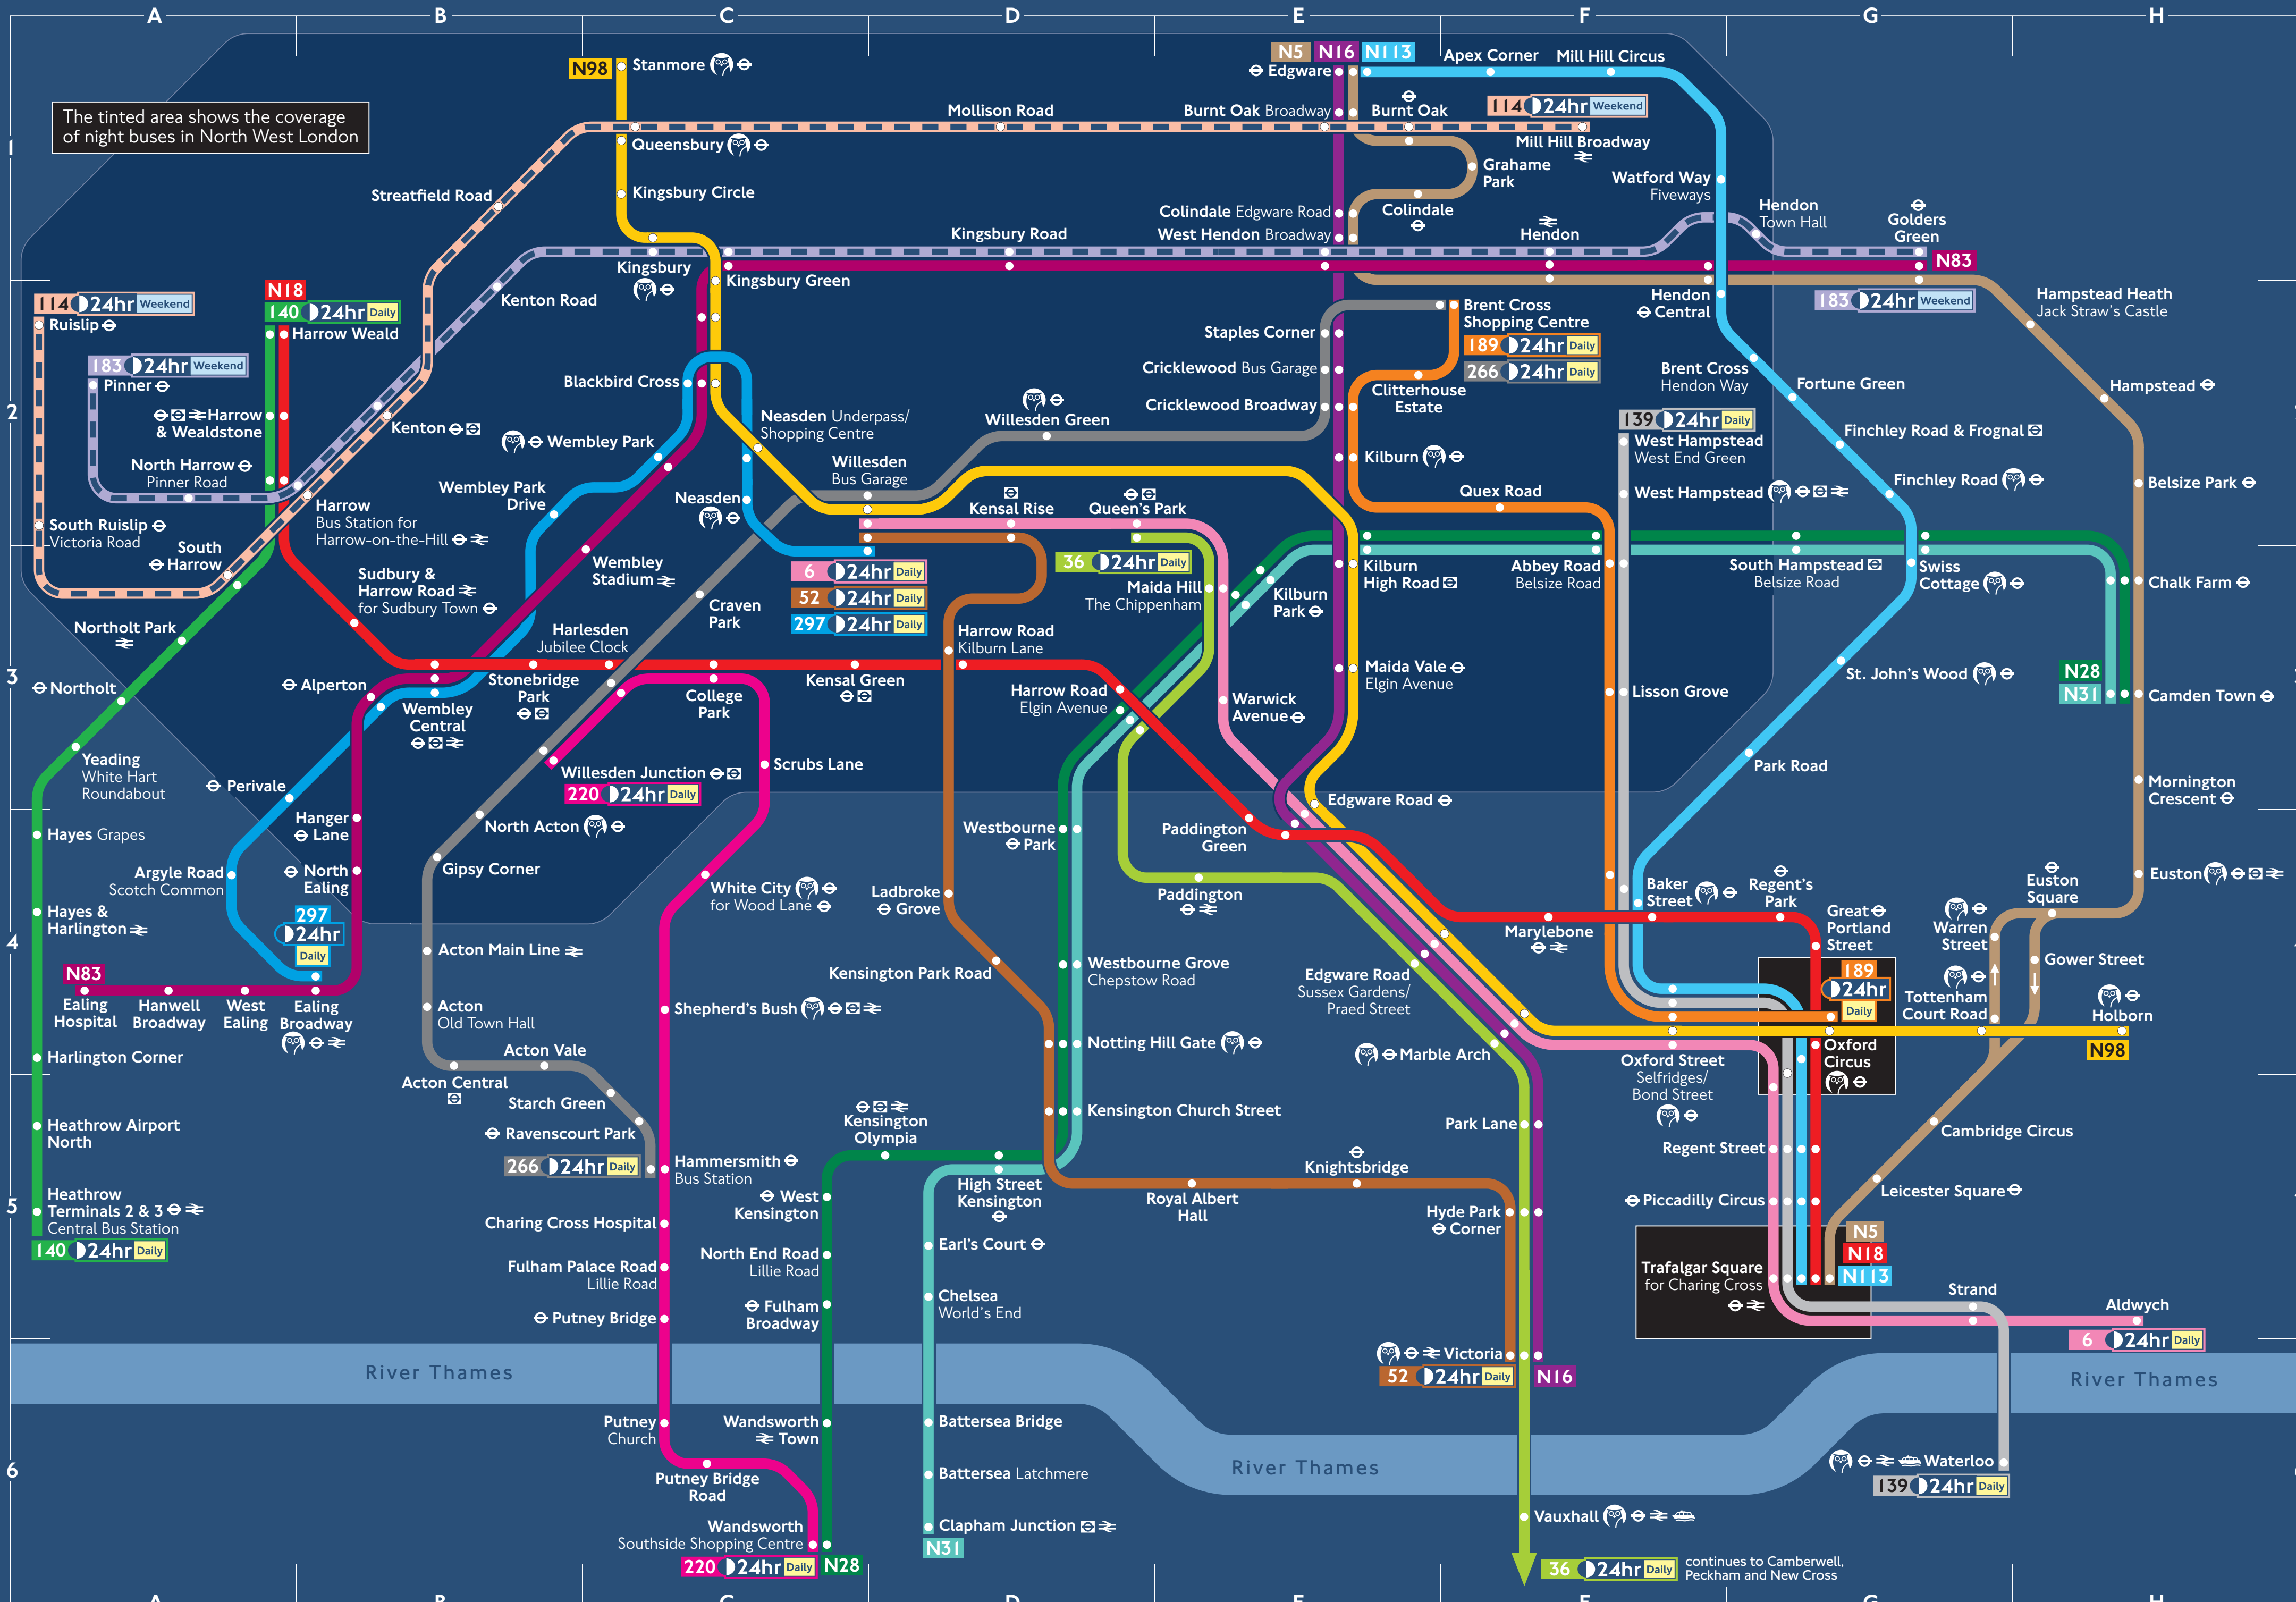 A
B
C
D
E
F
G
H
1
2
3
4
5
6
The tinted area shows the coverage
of night buses in North West London
N98
Stanmore
Queensbury
Kingsbury Circle
Mollison Road
Streatfield Road
N5
N16
N113
Edgware
Apex Corner
Mill Hill Circus
Burnt Oak Broadway
Burnt Oak
114 24hr Weekend
Mill Hill Broadway
Grahame
Park
Watford Way
Fiveways
Colindale Edgware Road
Colindale
West Hendon Broadway
Hendon
Hendon
Town Hall
Golders
Green
N83
Kingsbury Road
Kingsbury
Kingsbury Green
Kenton Road
114 24hr Weekend
Ruislip
N18
140 24hr Daily
Harrow Weald
183 24hr Weekend
Pinner
Harrow
& Wealdstone
North Harrow
Pinner Road
Kenton
South Ruislip
Victoria Road
South
Harrow
Harrow
Bus Station for
Harrow-on-the-Hill
Hendon
Central
183 24hr Weekend
Hampstead Heath
Jack Straw's Castle
Brent Cross
Shopping Centre
189 24hr Daily
266 24hr Daily
Staples Corner
Cricklewood Bus Garage
Cricklewood Broadway
Clitterhouse
Estate
Brent Cross
Hendon Way
Fortune Green
Hampstead
139 24hr Daily
West Hampstead
West End Green
Finchley Road & Frognal
West Hampstead
Finchley Road
Belsize Park
Blackbird Cross
Neasden Underpass/
Shopping Centre
Wembley Park
Willesden Green
Willesden
Bus Garage
Wembley Park
Drive
Neasden
Kilburn
Quex Road
Kensal Rise
Queen's Park
6 24hr Daily
52 24hr Daily
297 24hr Daily
36 24hr Daily
Maida Hill
The Chippenham
Kilburn
Park
Kilburn
High Road
Abbey Road
Belsize Road
South Hampstead
Belsize Road
Swiss
Cottage
Chalk Farm
Sudbury &
Harrow Road
for Sudbury Town
Wembley
Stadium
Craven
Park
Harlesden
Jubilee Clock
Northolt Park
Northolt
Alperton
Wembley
Central
Stonebridge
Park
College
Park
Kensal Green
Harrow Road
Kilburn Lane
Harrow Road
Elgin Avenue
Warwick
Avenue
Maida Vale
Elgin Avenue
Lisson Grove
St. John's Wood
N28
N31
Camden Town
Yeading
White Hart
Roundabout
Perivale
Willesden Junction
220 24hr Daily
Scrubs Lane
Park Road
Mornington
Crescent
Hayes Grapes
Hanger
Lane
North Acton
Edgware Road
Paddington
Green
Westbourne
Park
Argyle Road
Scotch Common
North
Ealing
Gipsy Corner
White City
for Wood Lane
Ladbroke
Grove
Paddington
Baker
Street
Regent's
Park
Euston
Square
Euston
Hayes &
Harlington
297
24hr
Daily
Acton Main Line
Marylebone
Great
Portland
Street
Warren
Street
Gower Street
N83
Ealing
Hospital
Hanwell
Broadway
West
Ealing
Ealing
Broadway
Acton
Old Town Hall
Shepherd's Bush
Kensington Park Road
Westbourne Grove
Chepstow Road
Edgware Road
Sussex Gardens/
Praed Street
189
24hr
Daily
Tottenham
Court Road
Holborn
N98
Harlington Corner
Acton Vale
Acton Central
Starch Green
Ravenscourt Park
266 24hr Daily
Hammersmith
Bus Station
Notting Hill Gate
Marble Arch
Oxford Street
Selfridges/
Bond Street
Oxford
Circus
Kensington Church Street
Kensington
Olympia
Park Lane
Regent Street
Cambridge Circus
Heathrow Airport
North
Heathrow
Terminals 2 & 3
Central Bus Station
140 24hr Daily
West
Kensington
High Street
Kensington
Royal Albert
Hall
Knightsbridge
Hyde Park
Corner
Piccadilly Circus
Leicester Square
Charing Cross Hospital
North End Road
Lillie Road
Earl's Court
Fulham Palace Road
Lillie Road
Chelsea
World's End
Trafalgar Square
for Charing Cross
N5
N18
N113
Strand
Aldwych
6 24hr Daily
Putney Bridge
Fulham
Broadway
Victoria
52 24hr Daily
N16
River Thames
River Thames
River Thames
Putney
Church
Wandsworth
Town
Battersea Bridge
Battersea Latchmere
Putney Bridge
Road
Waterloo
139 24hr Daily
Wandsworth
Southside Shopping Centre
220 24hr Daily
N28
Clapham Junction
N31
Vauxhall
36 24hr Daily
continues to Camberwell,
Peckham and New Cross
A
B
C
D
E
F
G
H